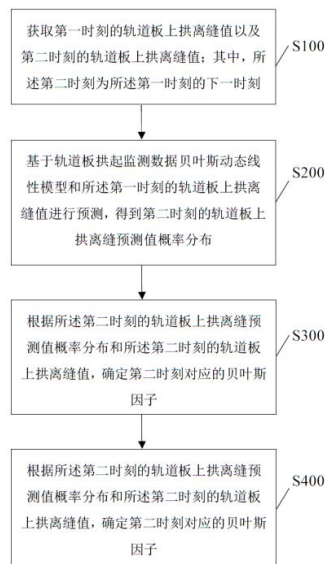 获取第一时刻的轨道板上拱离缝值以及
第二时刻的轨道板上拱离缝值；其中，所
述第二时刻为所述第一时刻的下一时刻
S100
基于轨道板拱起监测数据贝叶斯动态线
性模型和所述第一时刻的轨道板上拱离
缝值进行预测，得到第二时刻的轨道板上
拱离缝预测值概率分布
S200
根据所述第二时刻的轨道板上拱离缝预
测值概率分布和所述第二时刻的轨道板
上拱离缝值，确定第二时刻对应的贝叶斯
因子
S300
根据所述第二时刻的轨道板上拱离缝预
测值概率分布和所述第二时刻的轨道板
上拱离缝值，确定第二时刻对应的贝叶斯
因子
S400